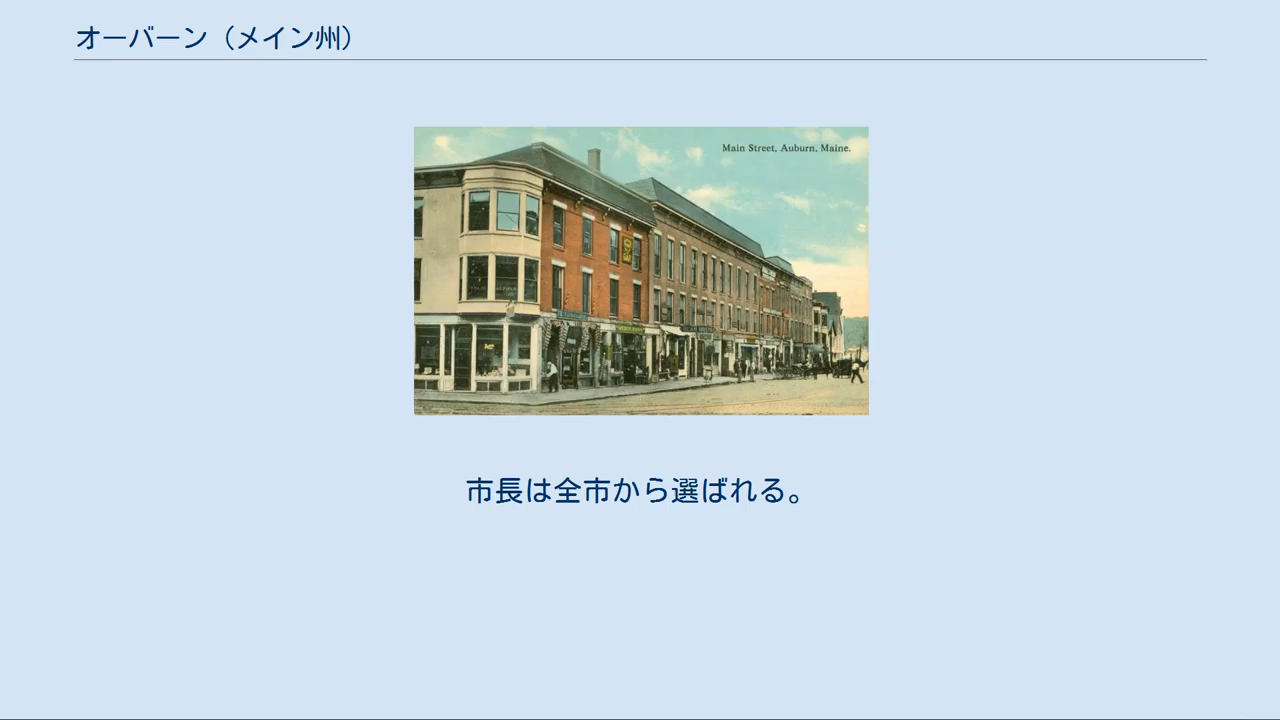 オーバーン（メイン州）
Main Street, Auburn, Maine.
市長は全市から選ばれる。